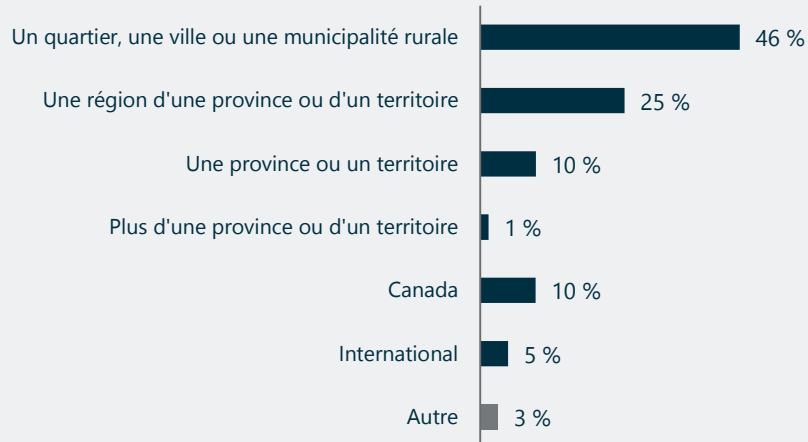 Un quartier, une ville ou une municipalité rurale 46 %
Une région d'une province ou d'un territoire 25 %
Une province ou un territoire 10 %
Plus d'une province ou d'un territoire 1 %
Canada 10 %
International 5 %
Autre 3 %